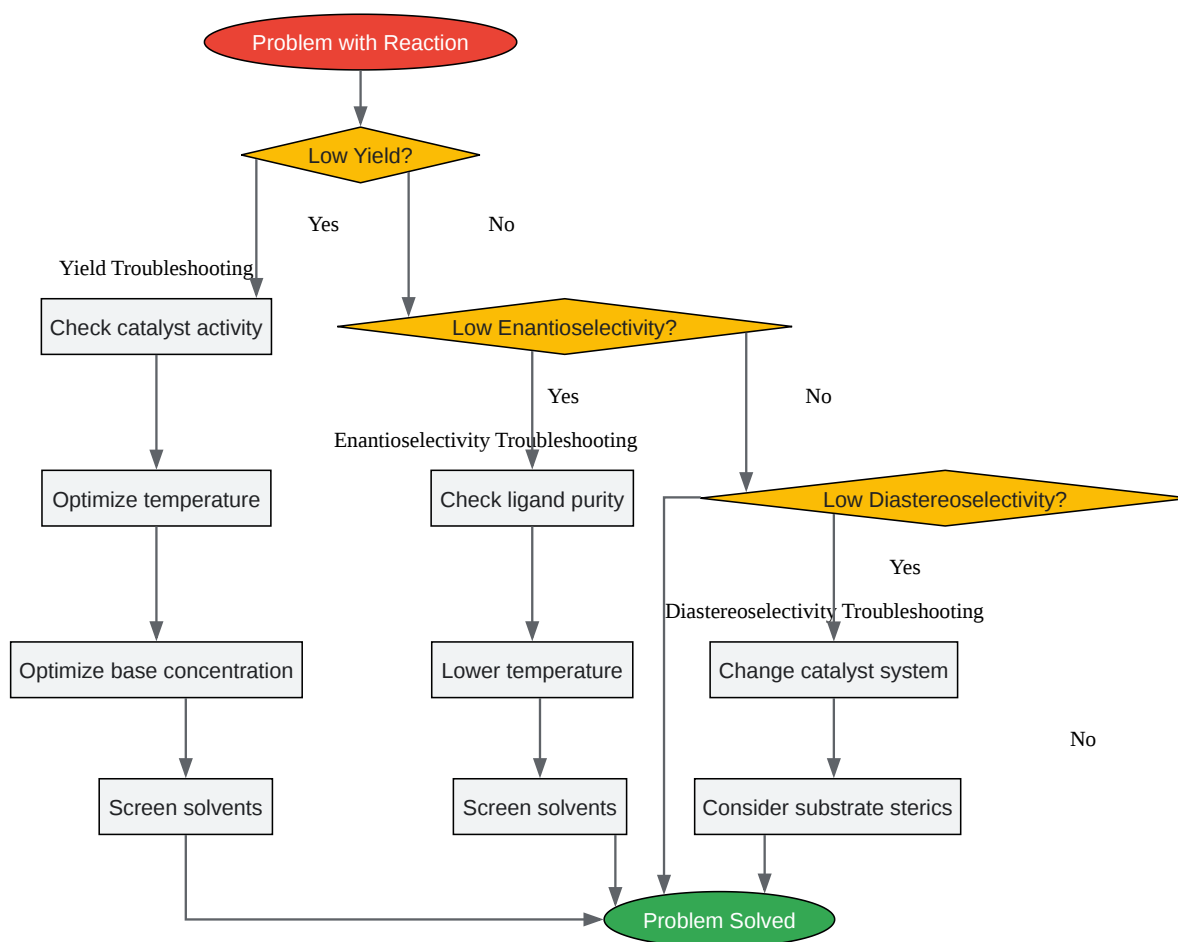 Problem with Reaction
Low Yield?
Yes
No
Yield Troubleshooting
Check catalyst activity
Low Enantioselectivity?
Yes
No
Enantioselectivity Troubleshooting
Optimize temperature
Check ligand purity
Low Diastereoselectivity?
Yes
Diastereoselectivity Troubleshooting
Optimize base concentration
Lower temperature
Change catalyst system
No
Screen solvents
Screen solvents
Consider substrate sterics
Problem Solved